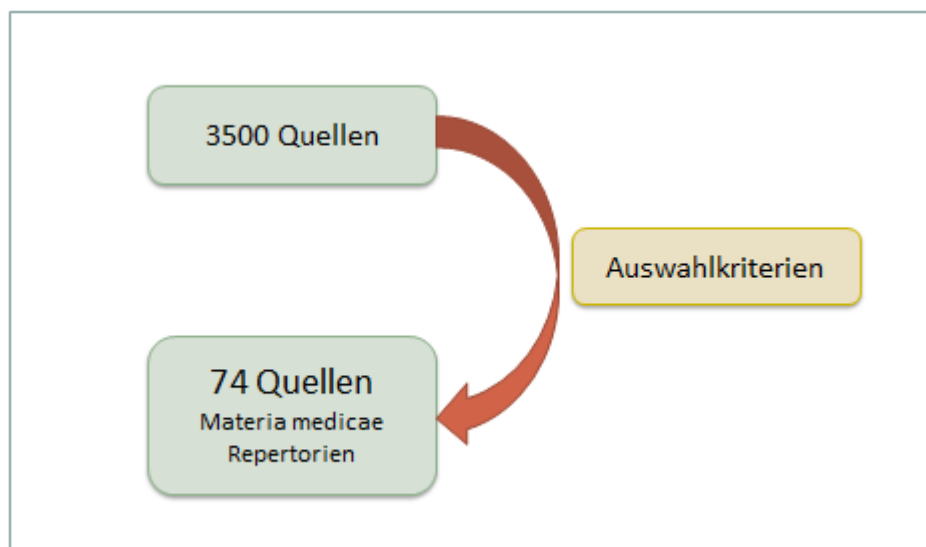 3500 Quellen
Auswahlkriterien
74 Quellen
Materia medicae
Repertorien